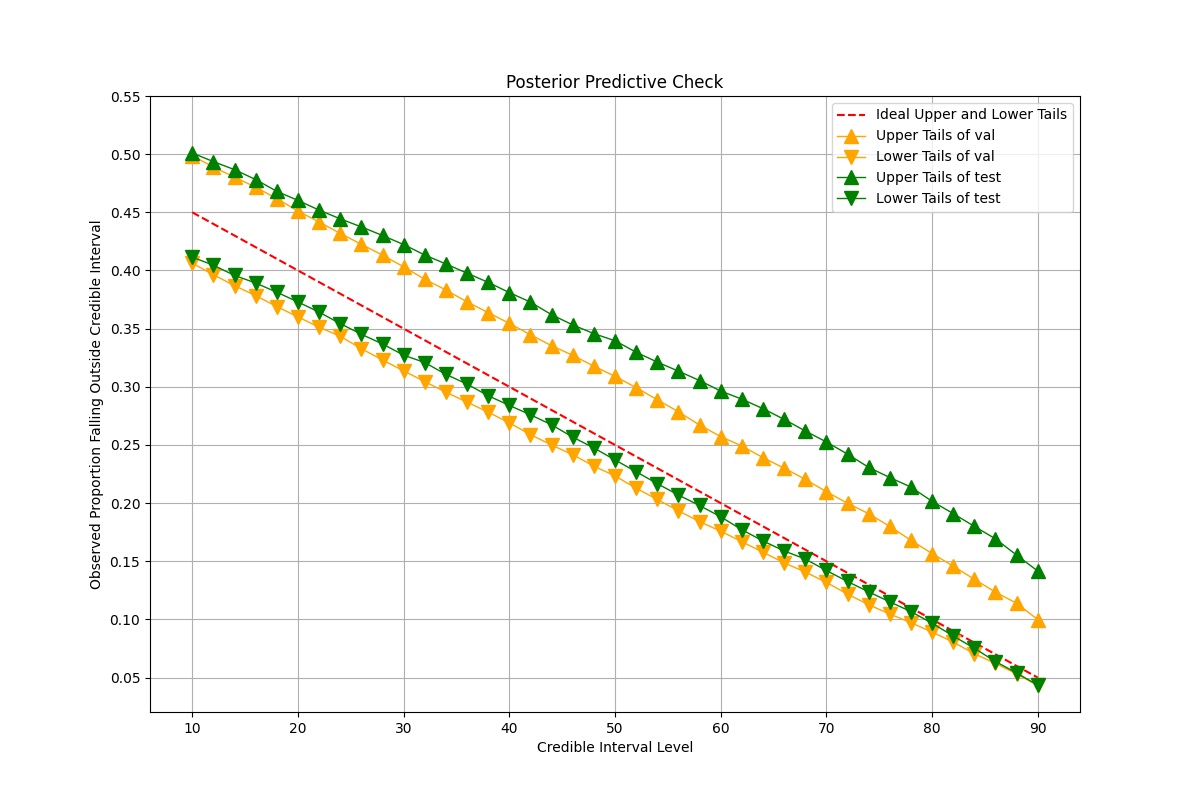 Posterior Predictive Check
Observed Proportion Falling Outside Credible Interval
0.55
0.50
0.45
0.40
0.35
0.30
0.25
0.20
0.15
0.10
0.05
Ideal Upper and Lower Tails
Upper Tails of val
Lower Tails of val
Upper Tails of test
Lower Tails of test
10 20 30 40 50 60 70 80 90
Credible Interval Level